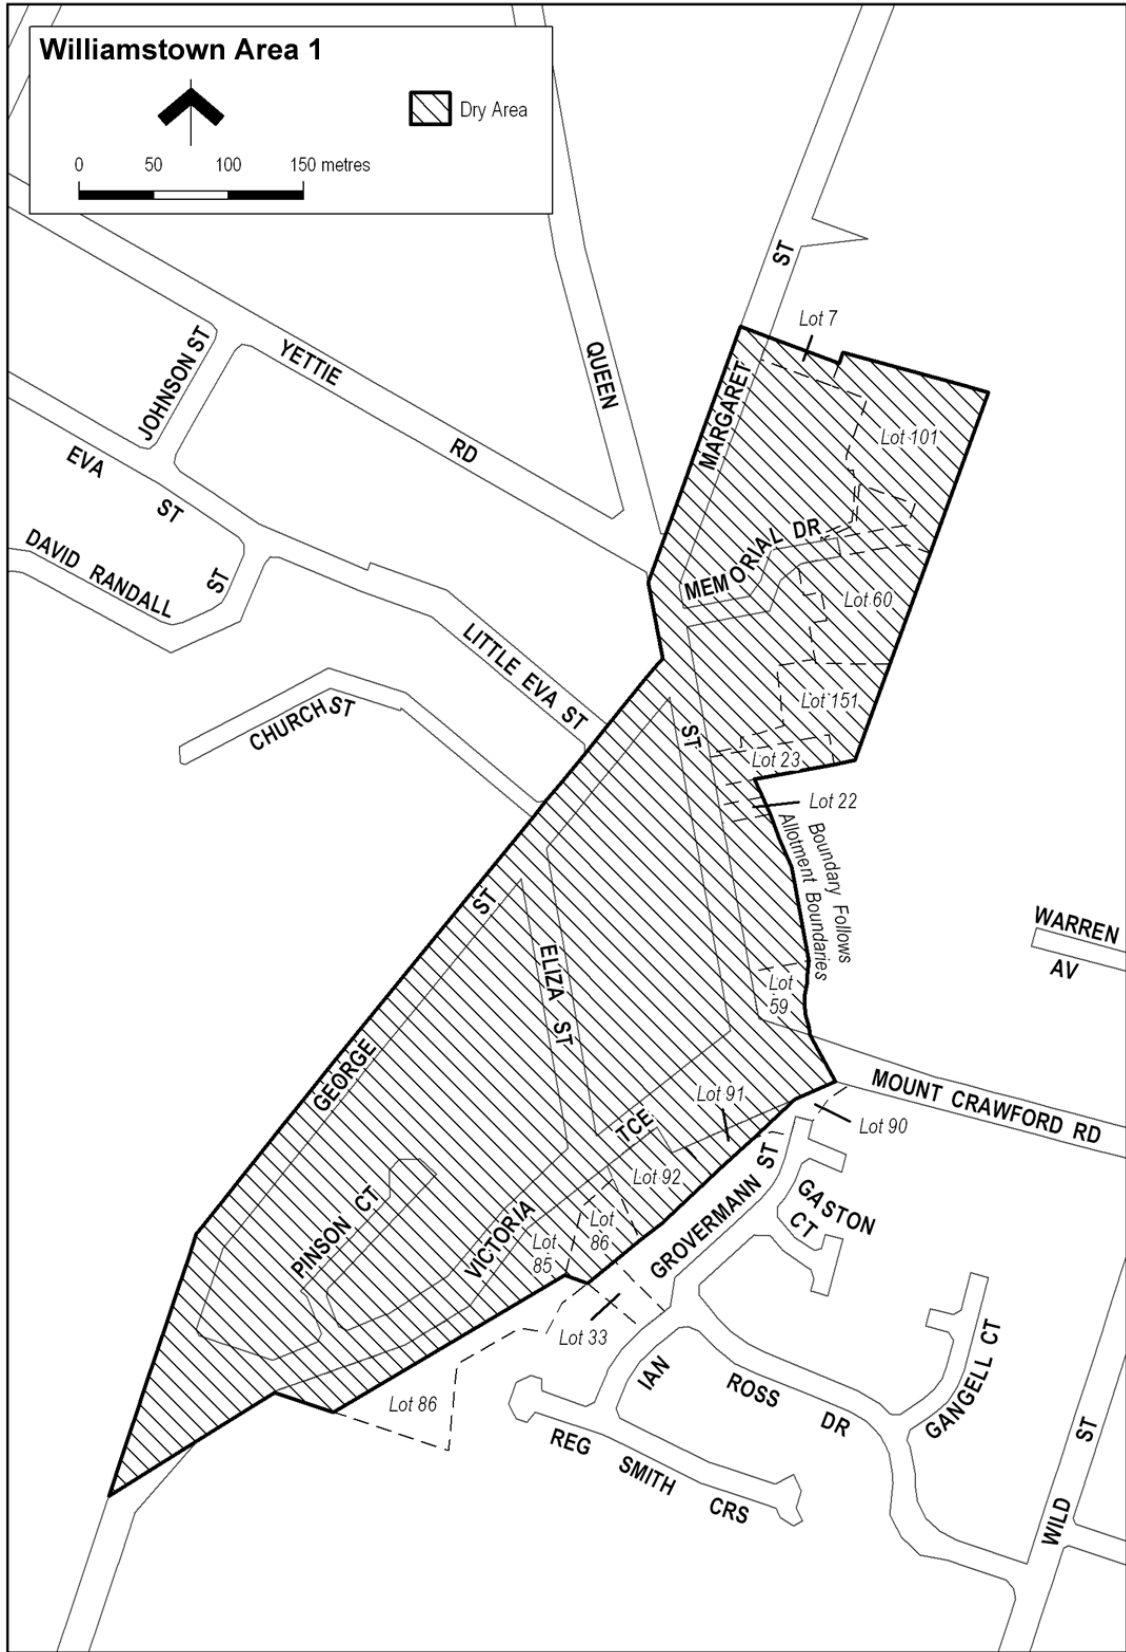 Williamstown Area 1
Dry Area
0 50 100 150 metres
ST
Lot 7
JOHNSON ST
YETTIE
RD
QUEEN
MARGARET
Lot 101
EVA
ST
DAVID RANDALL
ST
MEMORIAL DR
Lot 60
LITTLE EVA ST
CHURCH ST
Lot 151
ST
Lot 23
Lot 22
Boundary Follows
Allotment Boundaries
ST
WARREN
AV
ELIZA ST
Lot
59
GEORGE
MOUNT CRAWFORD RD
Lot 91
TCE
Lot 90
Lot 92
PINSON CT
VICTORIA
Lot
86
Lot
85
GROVERMANN ST
GASTON
CT
Lot 33
IAN
ROSS
DR
GANGELL CT
Lot 86
REG
SMITH
CRS
WILD
ST